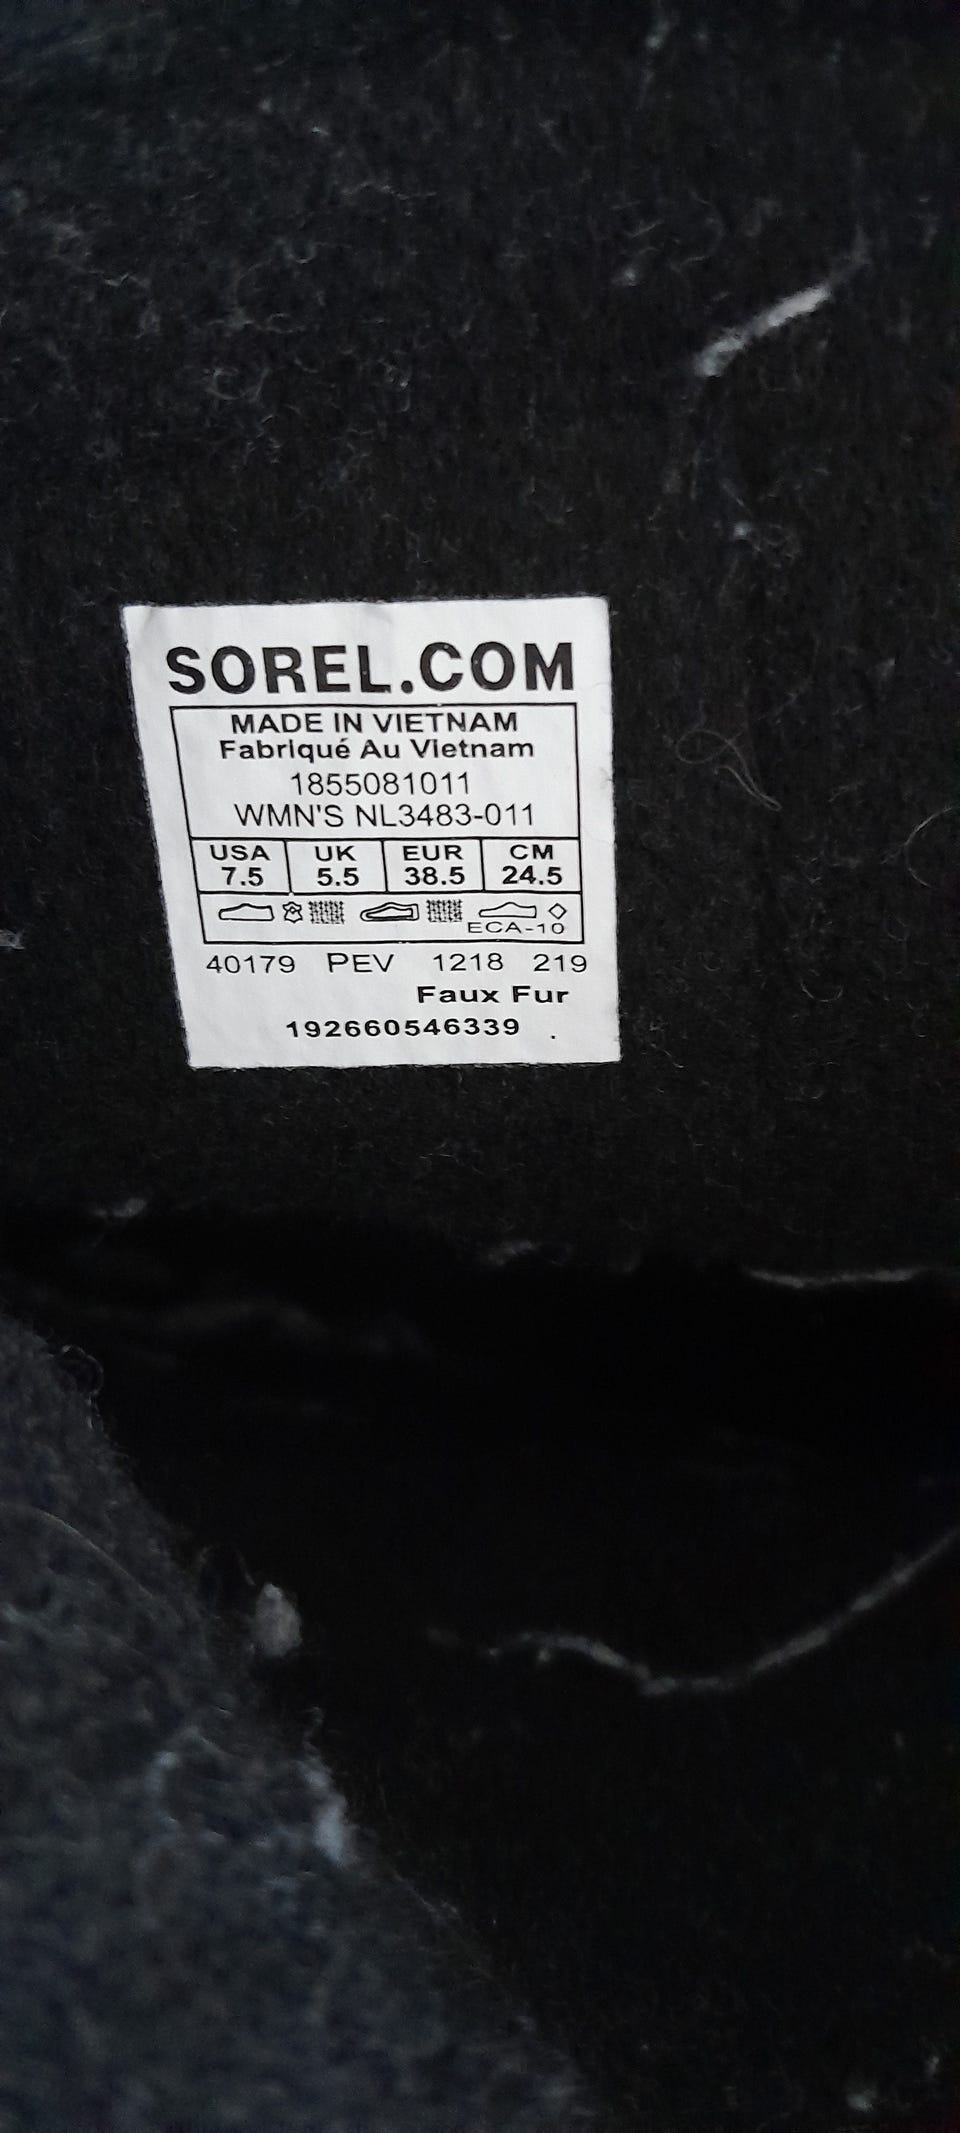 SOREL.COM
MADE IN VIETNAM
Fabriqué Au Vietnam
1855081011
WMN'S NL3483-011
USA UK EUR CM
7.5 5.5 38.5 24.5
ECA-10
40179 PEV 1218 219
Faux Fur
192660546339 .